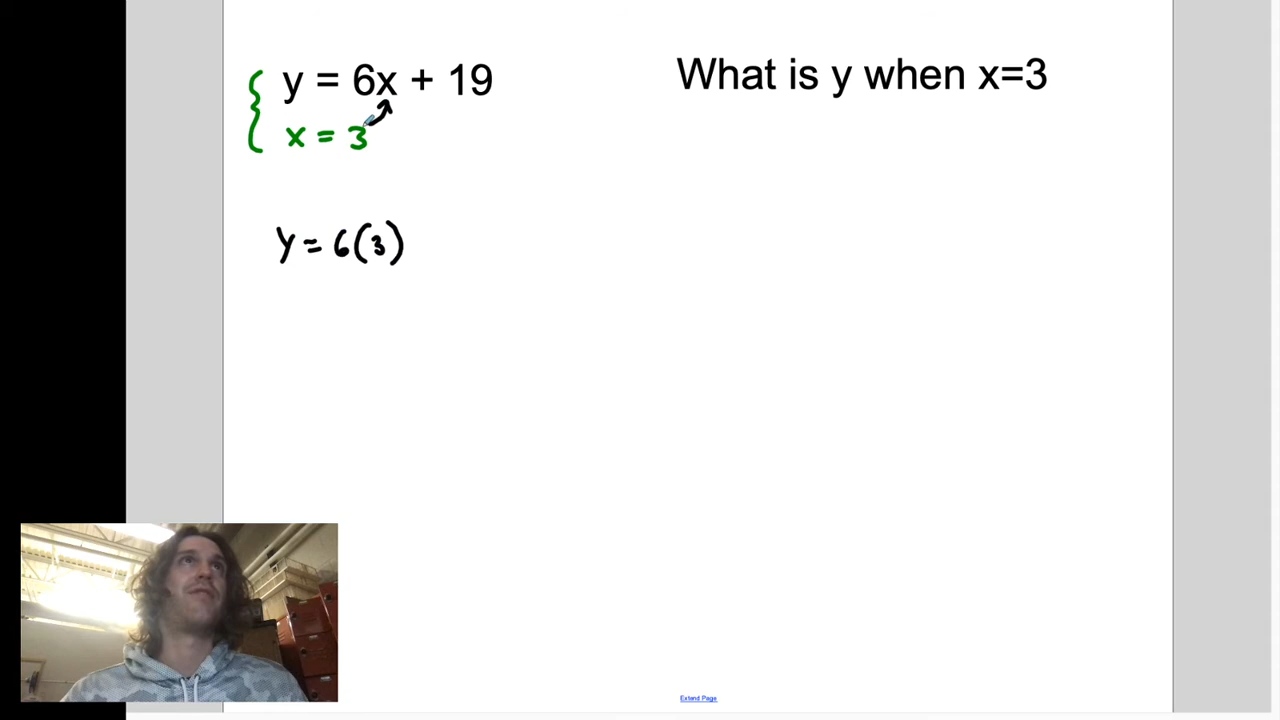 y = 6x + 19
x = 3
y = 6(3)
What is y when x=3
Extend Page